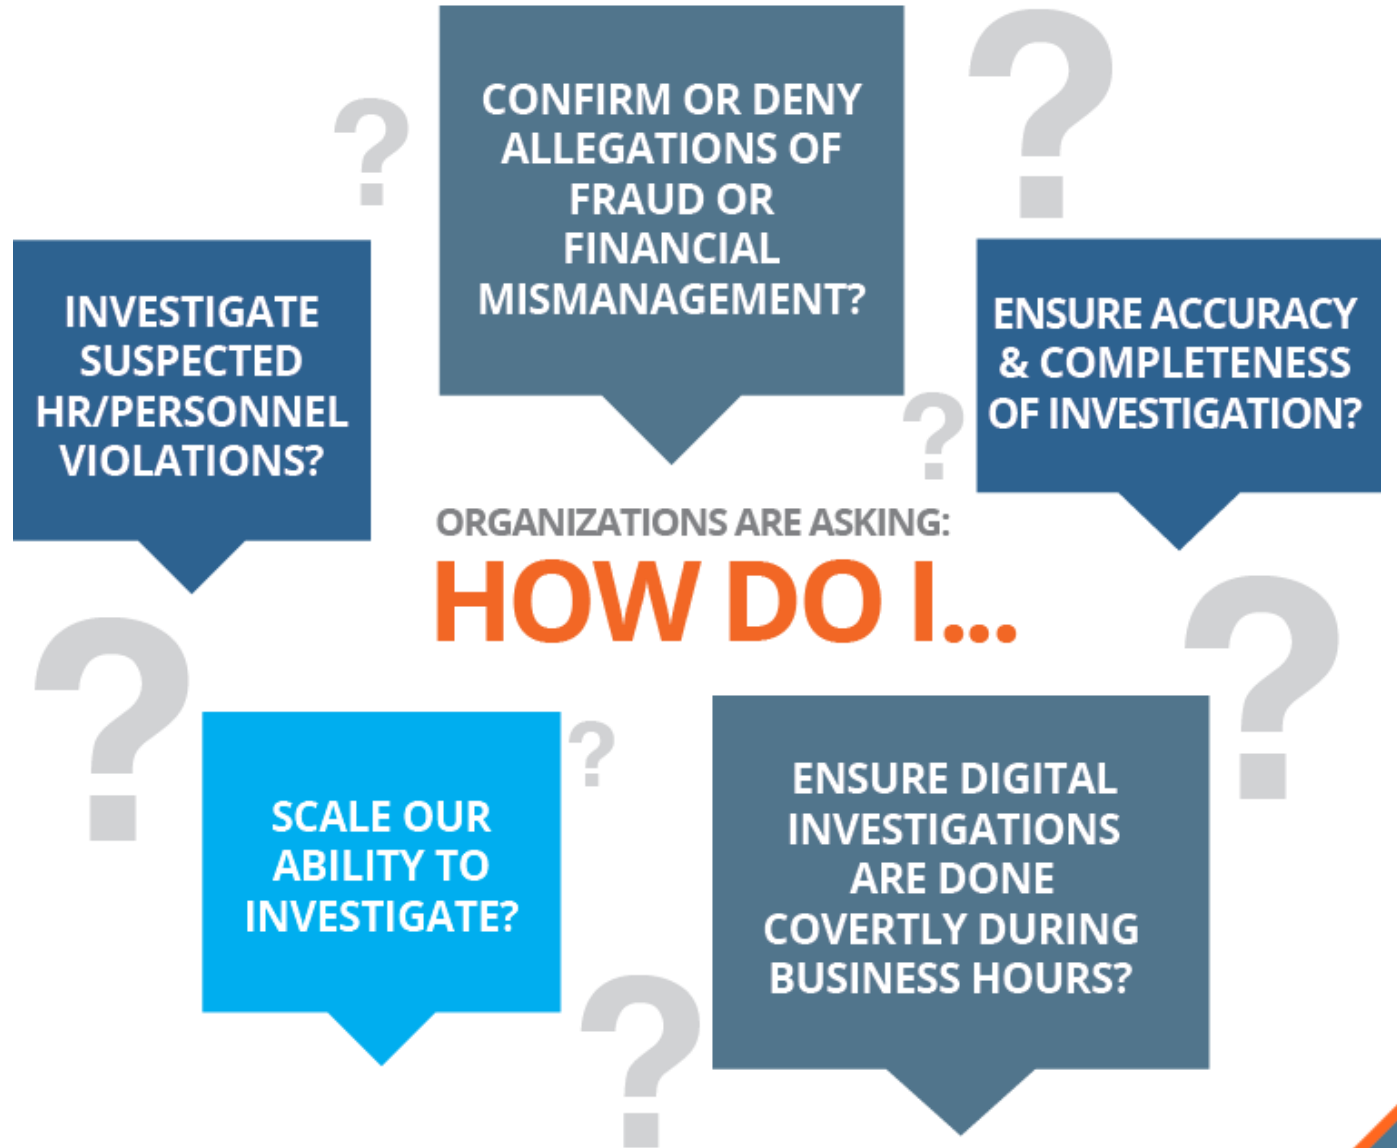 CONFIRM OR DENY
ALLEGATIONS OF
FRAUD OR
FINANCIAL
MISMANAGEMENT?
INVESTIGATE
SUSPECTED
HR/PERSONNEL
VIOLATIONS?
ENSURE ACCURACY
& COMPLETENESS
OF INVESTIGATION?
ORGANIZATIONS ARE ASKING:
HOW DO I...
SCALE OUR
ABILITY TO
INVESTIGATE?
ENSURE DIGITAL
INVESTIGATIONS
ARE DONE
COVERTLY DURING
BUSINESS HOURS?
?
?
?
?
?
?
?